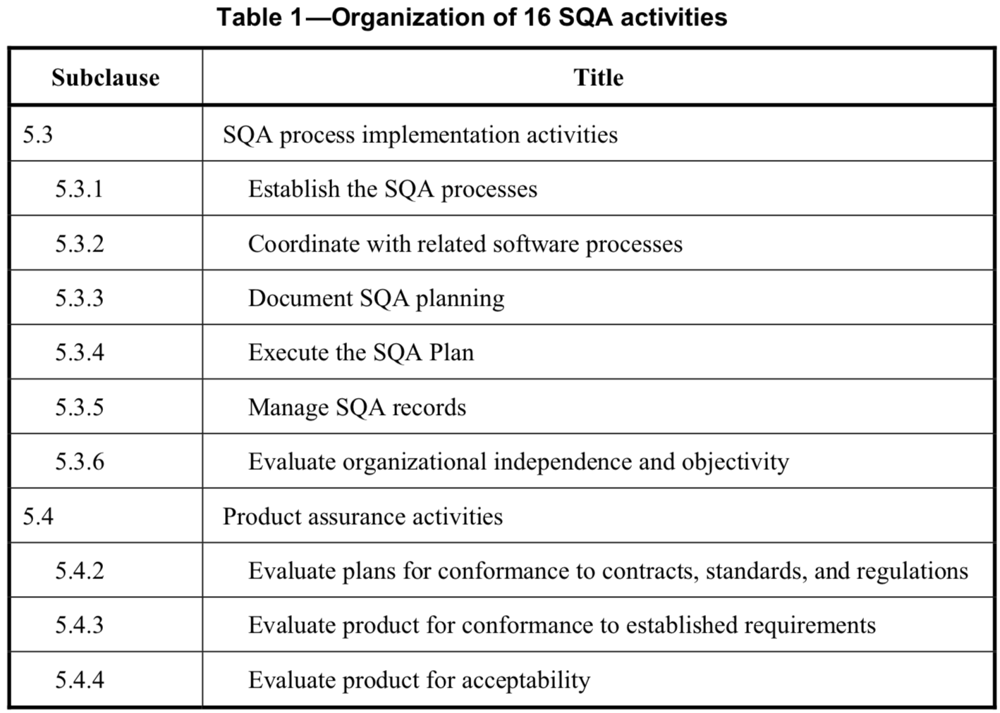 Table 1—Organization of 16 SQA activities
Subclause Title
5.3 SQA process implementation activities
5.3.1 Establish the SQA processes
5.3.2 Coordinate with related software processes
5.3.3 Document SQA planning
5.3.4 Execute the SQA Plan
5.3.5 Manage SQA records
5.3.6 Evaluate organizational independence and objectivity
5.4 Product assurance activities
5.4.2 Evaluate plans for conformance to contracts, standards, and regulations
5.4.3 Evaluate product for conformance to established requirements
5.4.4 Evaluate product for acceptability